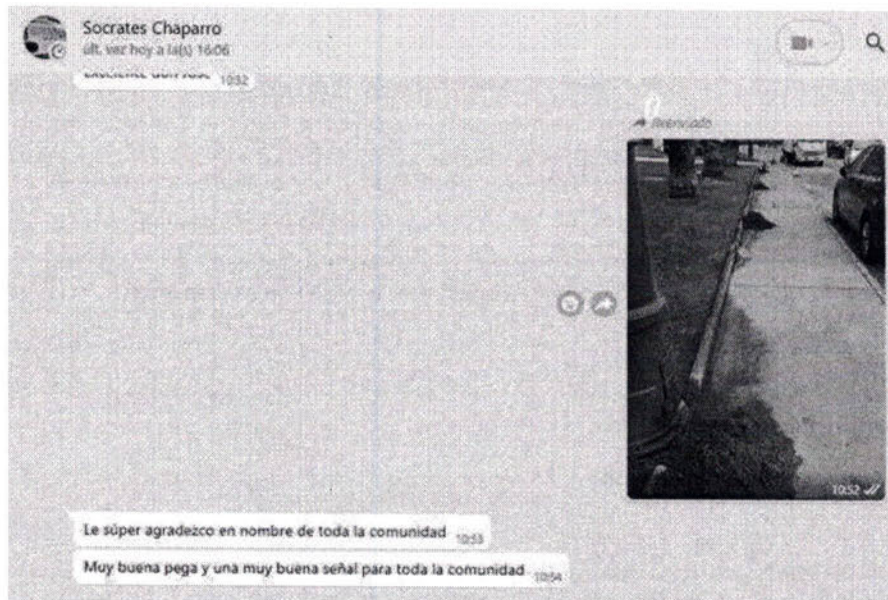 Socrates Chaparro
últ. vez hoy a la(s) 16:06
10:52
Reenviado
10:52
Le súper agradezco en nombre de toda la comunidad 10:53
Muy buena pega y una muy buena señal para toda la comunidad 10:54